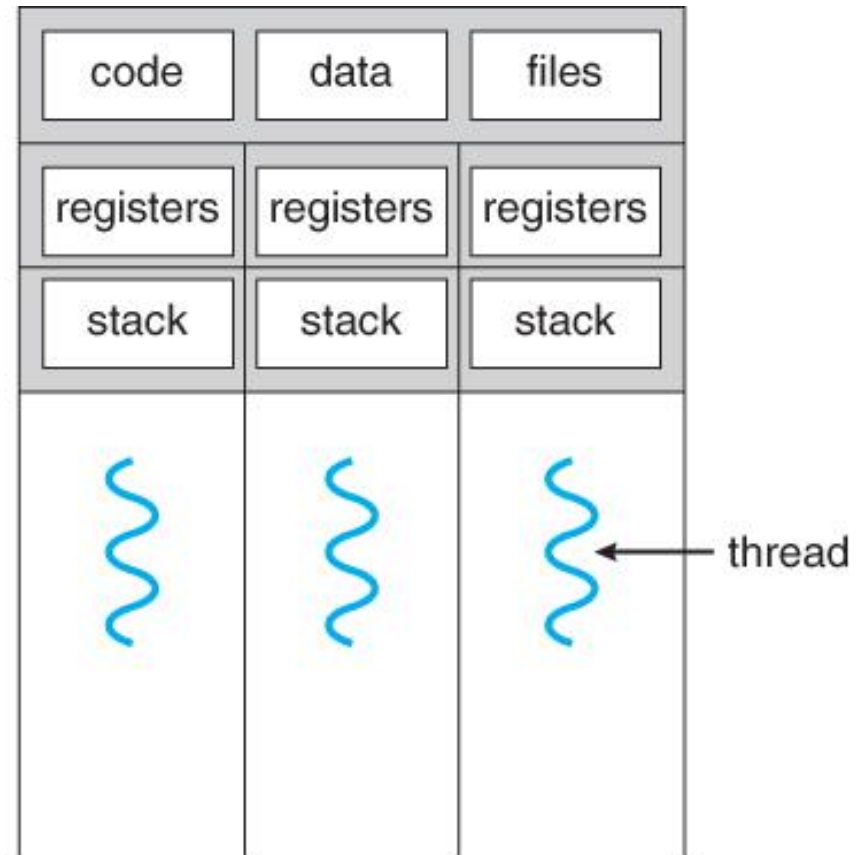 code data files
registers registers registers
stack stack stack
thread